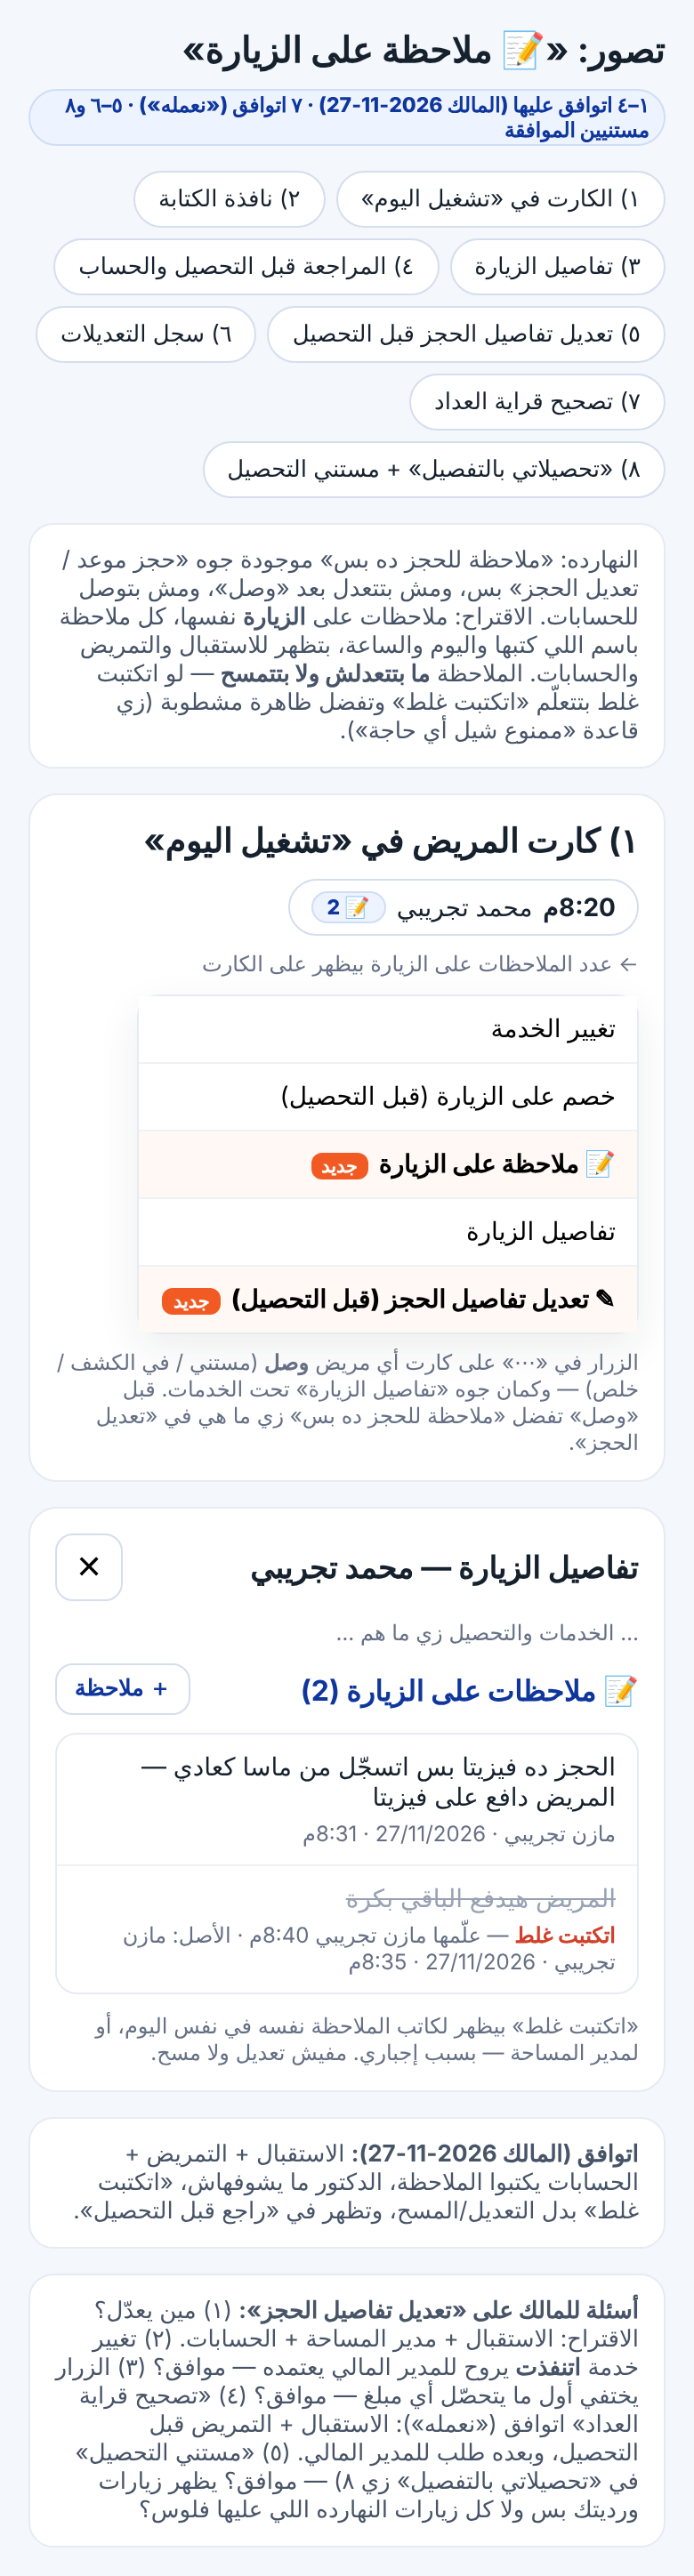 تصور: «📝 ملاحظة على الزيارة»
١–٤ اتوافق عليها (المالك 2026-11-27) · ٧ اتوافق («نعمله») · ٥–٦ و٨
مستنيين الموافقة
١) الكارت في «تشغيل اليوم»
٢) نافذة الكتابة
٣) تفاصيل الزيارة
٤) المراجعة قبل التحصيل والحساب
٥) تعديل تفاصيل الحجز قبل التحصيل
٦) سجل التعديلات
٧) تصحيح قراية العداد
٨) «تحصيلاتي بالتفصيل» + مستني التحصيل
النهارده: «ملاحظة للحجز ده بس» موجودة جوه «حجز موعد /
تعديل الحجز» بس، ومش بتتعدل بعد «وصل»، ومش بتوصل
للحسابات. الاقتراح: ملاحظات على الزيارة نفسها، كل ملاحظة
باسم اللي كتبها واليوم والساعة، بتظهر للاستقبال والتمريض
والحسابات. الملاحظة ما بتتعدلش ولا بتتمسح — لو اتكتبت
غلط بتتعلّم «اتكتبت غلط» وتفضل ظاهرة مشطوبة (زي
قاعدة «ممنوع شيل أي حاجة»).
١) كارت المريض في «تشغيل اليوم»
8:20م محمد تجريبي 📝 2
← عدد الملاحظات على الزيارة بيظهر على الكارت
تغيير الخدمة
خصم على الزيارة (قبل التحصيل)
📝 ملاحظة على الزيارة جديد
تفاصيل الزيارة
✎ تعديل تفاصيل الحجز (قبل التحصيل) جديد
الزرار في «⋯» على كارت أي مريض وصل (مستني / في الكشف /
خلص) — وكمان جوه «تفاصيل الزيارة» تحت الخدمات. قبل
«وصل» تفضل «ملاحظة للحجز ده بس» زي ما هي في «تعديل
الحجز».
تفاصيل الزيارة — محمد تجريبي ✕
... الخدمات والتحصيل زي ما هم ...
📝 ملاحظات على الزيارة (2)
+ ملاحظة
الحجز ده فيزيتا بس اتسجّل من ماسا كعادي —
المريض دافع على فيزيتا
مازن تجريبي · 27/11/2026 · 8:31م
المريض هيدفع الباقي بكرة
اتكتبت غلط — علّمها مازن تجريبي 8:40م · الأصل: مازن
تجريبي · 27/11/2026 · 8:35م
«اتكتبت غلط» بيظهر لكاتب الملاحظة نفسه في نفس اليوم، أو
لمدير المساحة — بسبب إجباري. مفيش تعديل ولا مسح.
اتوافق (المالك 2026-11-27): الاستقبال + التمريض +
الحسابات يكتبوا الملاحظة، الدكتور ما يشوفهاش، «اتكتبت
غلط» بدل التعديل/المسح، وتظهر في «راجع قبل التحصيل».
أسئلة للمالك على «تعديل تفاصيل الحجز»: (١) مين يعدّل؟
الاقتراح: الاستقبال + مدير المساحة + الحسابات. (٢) تغيير
خدمة اتنفذت يروح للمدير المالي يعتمده — موافق؟ (٣) الزرار
يختفي أول ما يتحصّل أي مبلغ — موافق؟ (٤) «تصحيح قراية
العداد» اتوافق («نعمله»): الاستقبال + التمريض قبل
التحصيل، وبعده طلب للمدير المالي. (٥) «مستني التحصيل»
في «تحصيلاتي بالتفصيل» زي ٨) — موافق؟ يظهر زيارات
ورديتك بس ولا كل زيارات النهارده اللي عليها فلوس؟